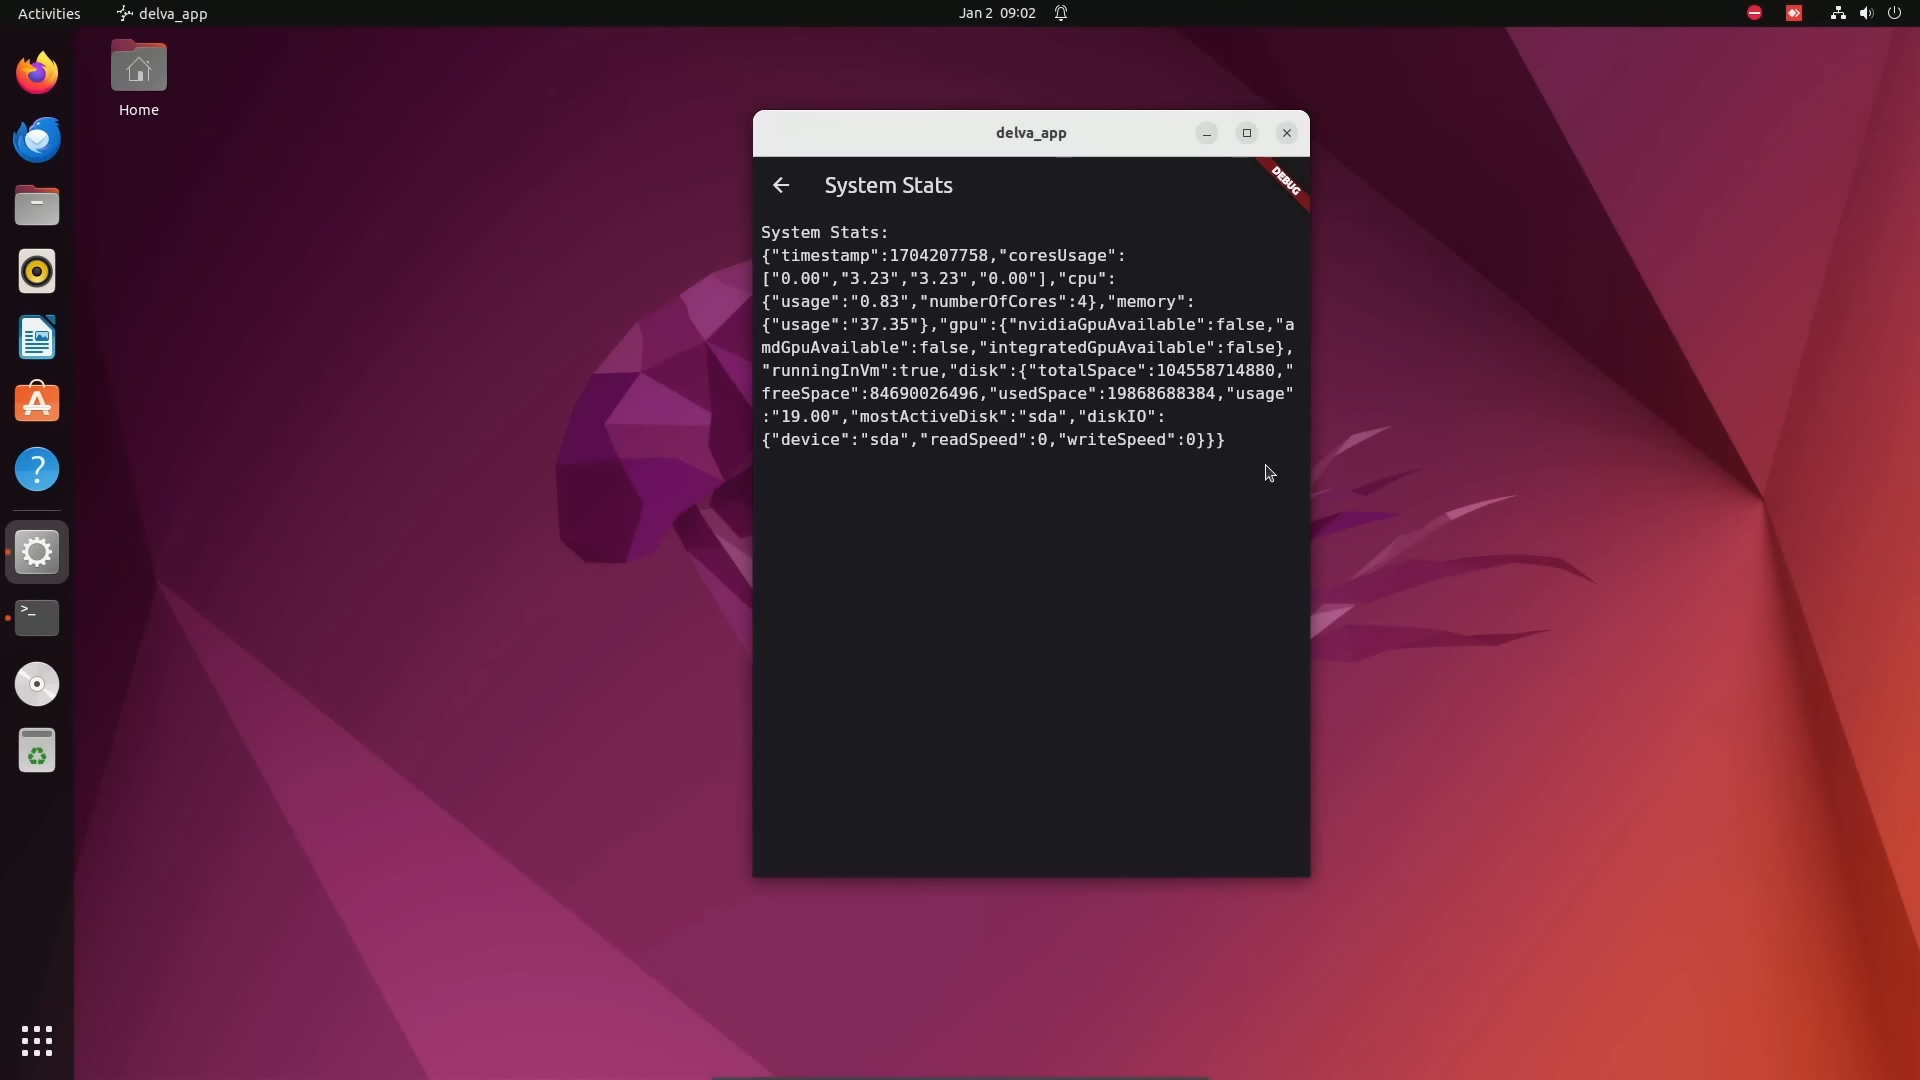 Activities
delva_app
Jan 2 09:02
Home
delva_app
DEBUG
System Stats
System Stats:
{"timestamp":1704207758,"coresUsage":
["0.00","3.23","3.23","0.00"],"cpu":
{"usage":"0.83","numberOfCores":4},"memory":
{"usage":"37.35"},"gpu":{"nvidiaGpuAvailable":false,"a
mdGpuAvailable":false,"integratedGpuAvailable":false},
"runningInVm":true,"disk":{"totalSpace":104558714880,"
freeSpace":84690026496,"usedSpace":19868688384,"usage"
:"19.00","mostActiveDisk":"sda","diskIO":
{"device":"sda","readSpeed":0,"writeSpeed":0}}}